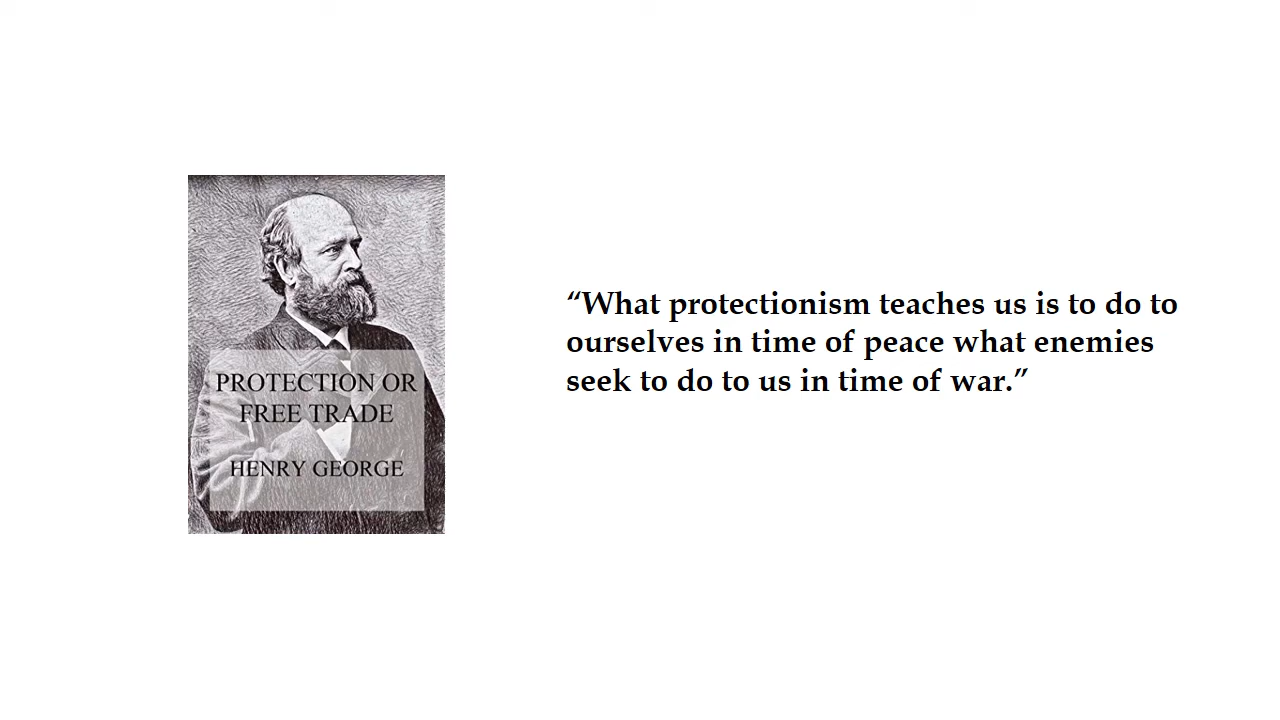 PROTECTION OR
FREE TRADE
HENRY GEORGE
“What protectionism teaches us is to do to
ourselves in time of peace what enemies
seek to do to us in time of war.”